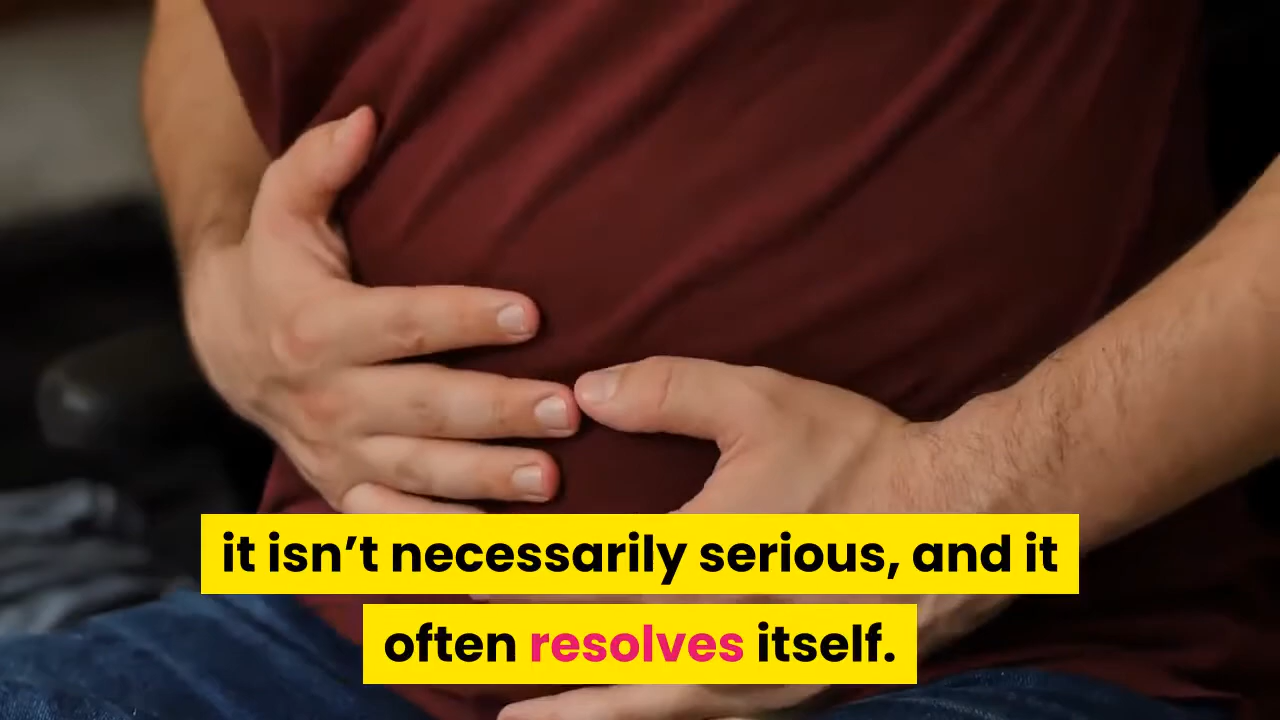 it isn’t necessarily serious, and it
often resolves itself.